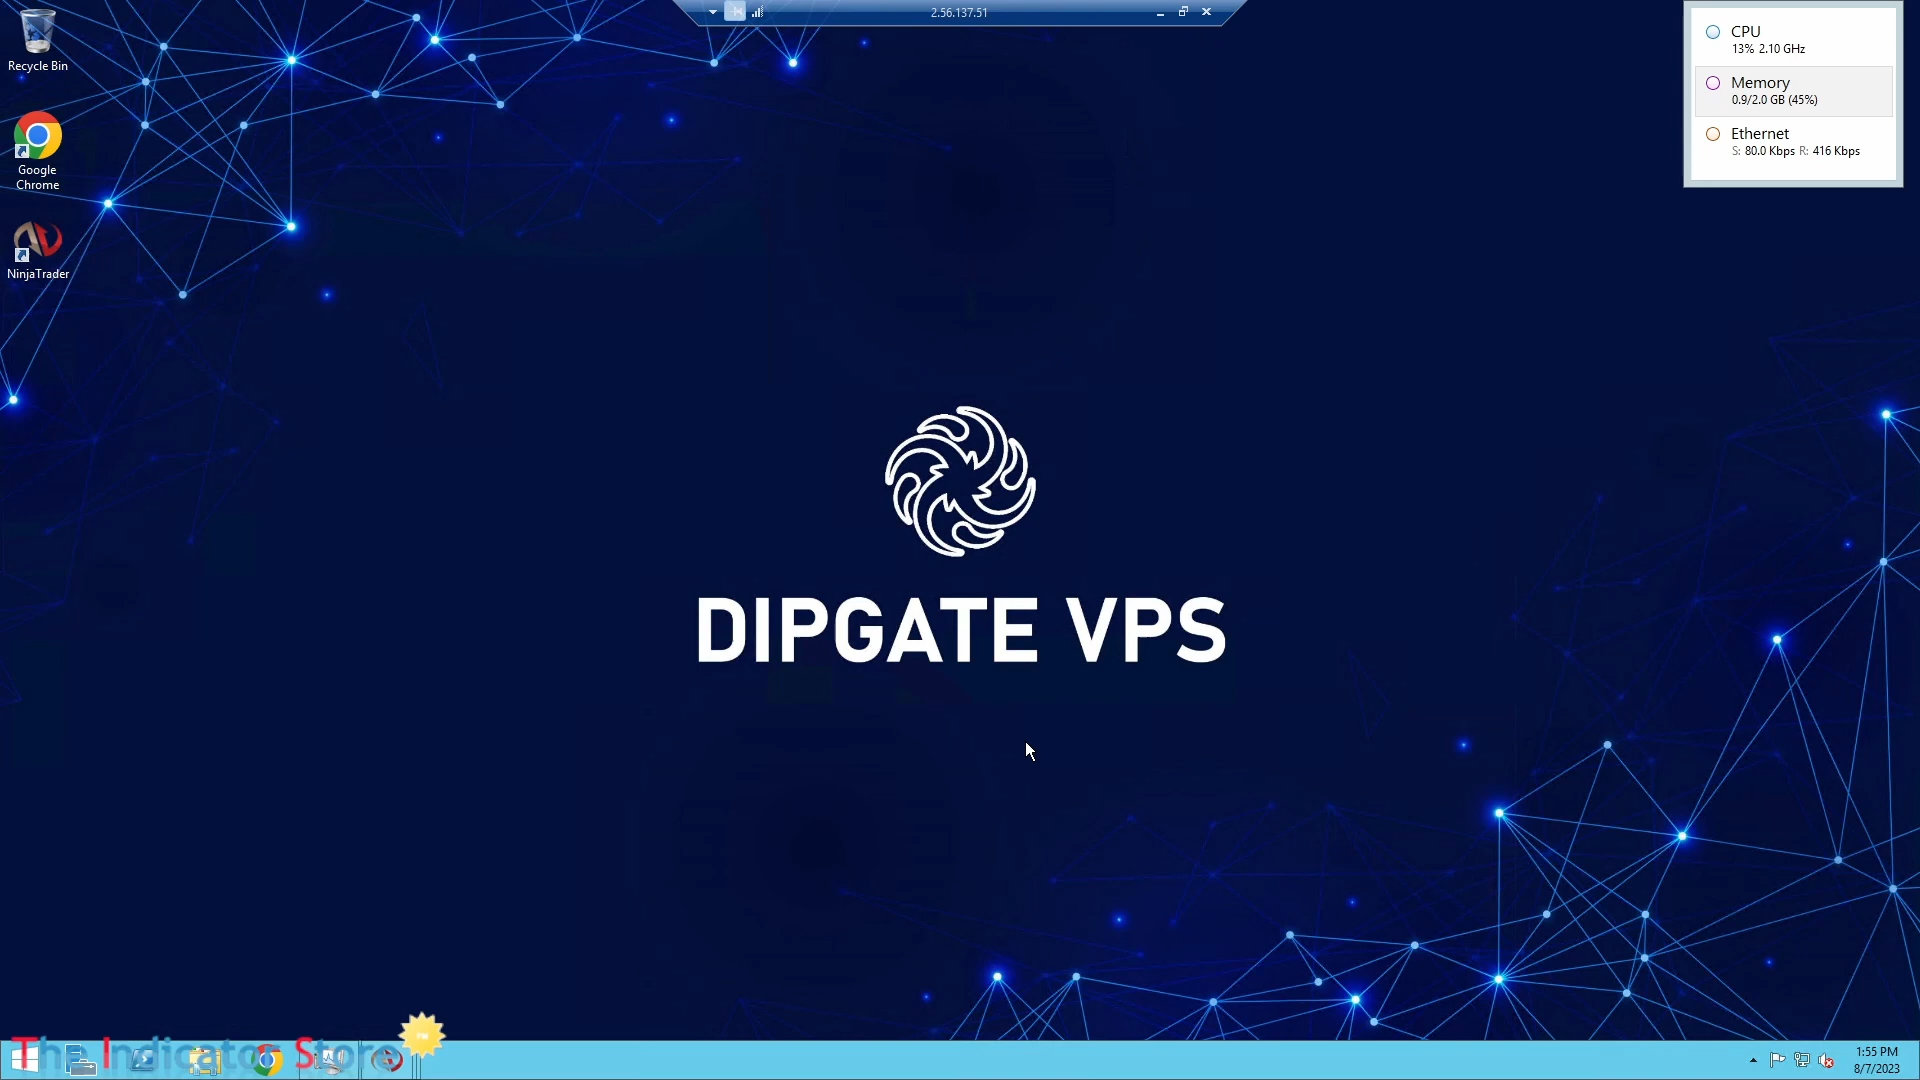 2.56.137.51
Recycle Bin
Google
Chrome
NinjaTrader
CPU
13% 2.10 GHz
Memory
0.9/2.0 GB (45%)
Ethernet
S: 80.0 Kbps R: 416 Kbps
DIPGATE VPS
The Indicator Store
1:55 PM
8/7/2023